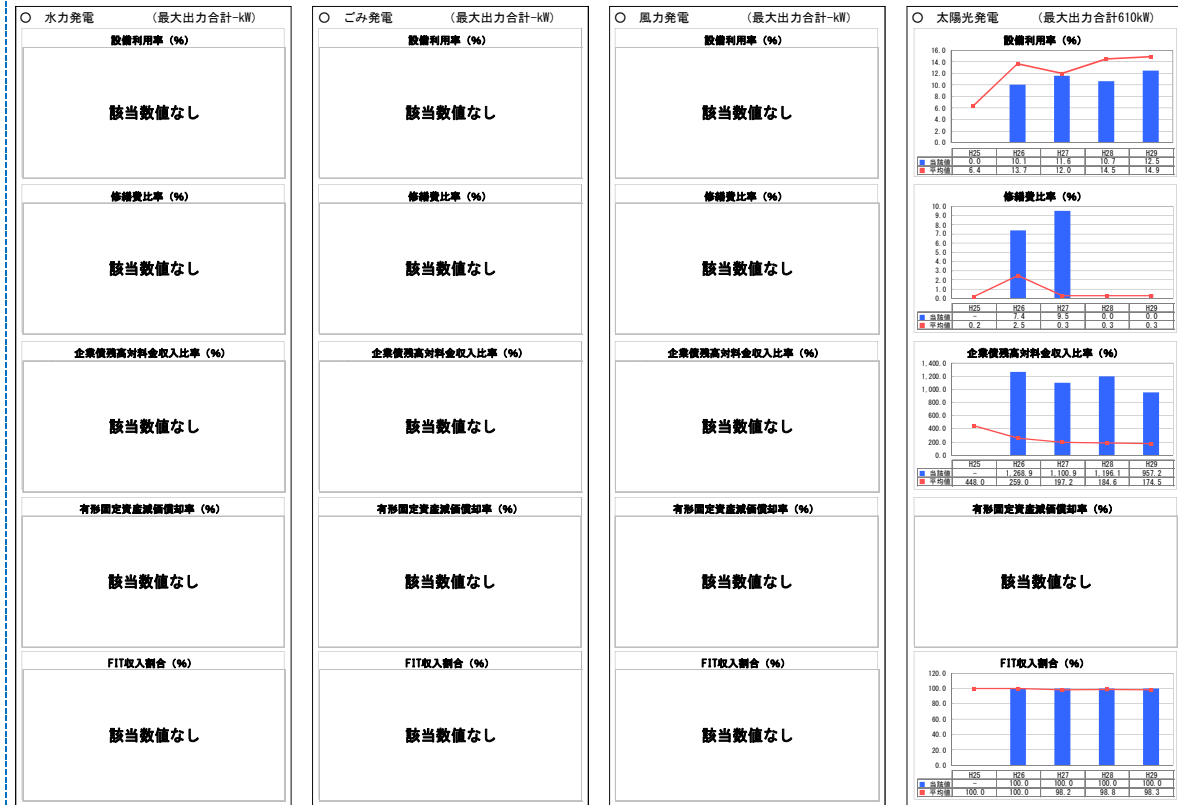 ○ 水力発電 (最大出力合計-kW)
設備利用率（%）
該当数値なし
修繕費比率（%）
該当数値なし
企業債残高対料金収入比率（%）
該当数値なし
有形固定資産減価償却率（%）
該当数値なし
FIT収入割合（%）
該当数値なし
○ ごみ発電 (最大出力合計-kW)
設備利用率（%）
該当数値なし
修繕費比率（%）
該当数値なし
企業債残高対料金収入比率（%）
該当数値なし
有形固定資産減価償却率（%）
該当数値なし
FIT収入割合（%）
該当数値なし
○ 風力発電 (最大出力合計-kW)
設備利用率（%）
該当数値なし
修繕費比率（%）
該当数値なし
企業債残高対料金収入比率（%）
該当数値なし
有形固定資産減価償却率（%）
該当数値なし
FIT収入割合（%）
該当数値なし
○ 太陽光発電 (最大出力合計610kW)
設備利用率（%）
16.0
14.0
12.0
10.0
8.0
6.0
4.0
2.0
0.0
H25 H26 H27 H28 H29
当該値 0.0 10.1 11.6 10.7 12.5
平均値 6.4 13.7 12.0 14.5 14.9
修繕費比率（%）
10.0
9.0
8.0
7.0
6.0
5.0
4.0
3.0
2.0
1.0
0.0
H25 H26 H27 H28 H29
当該値 - 7.4 9.5 0.0 0.0
平均値 0.2 2.5 0.3 0.3 0.3
企業債残高対料金収入比率（%）
1,400.0
1,200.0
1,000.0
800.0
600.0
400.0
200.0
0.0
H25 H26 H27 H28 H29
当該値 - 1,268.9 1,100.9 1,196.1 957.2
平均値 448.0 259.0 197.2 184.6 174.5
有形固定資産減価償却率（%）
該当数値なし
FIT収入割合（%）
120.0
100.0
80.0
60.0
40.0
20.0
0.0
H25 H26 H27 H28 H29
当該値 - 100.0 100.0 100.0 100.0
平均値 100.0 100.0 98.2 98.8 98.3